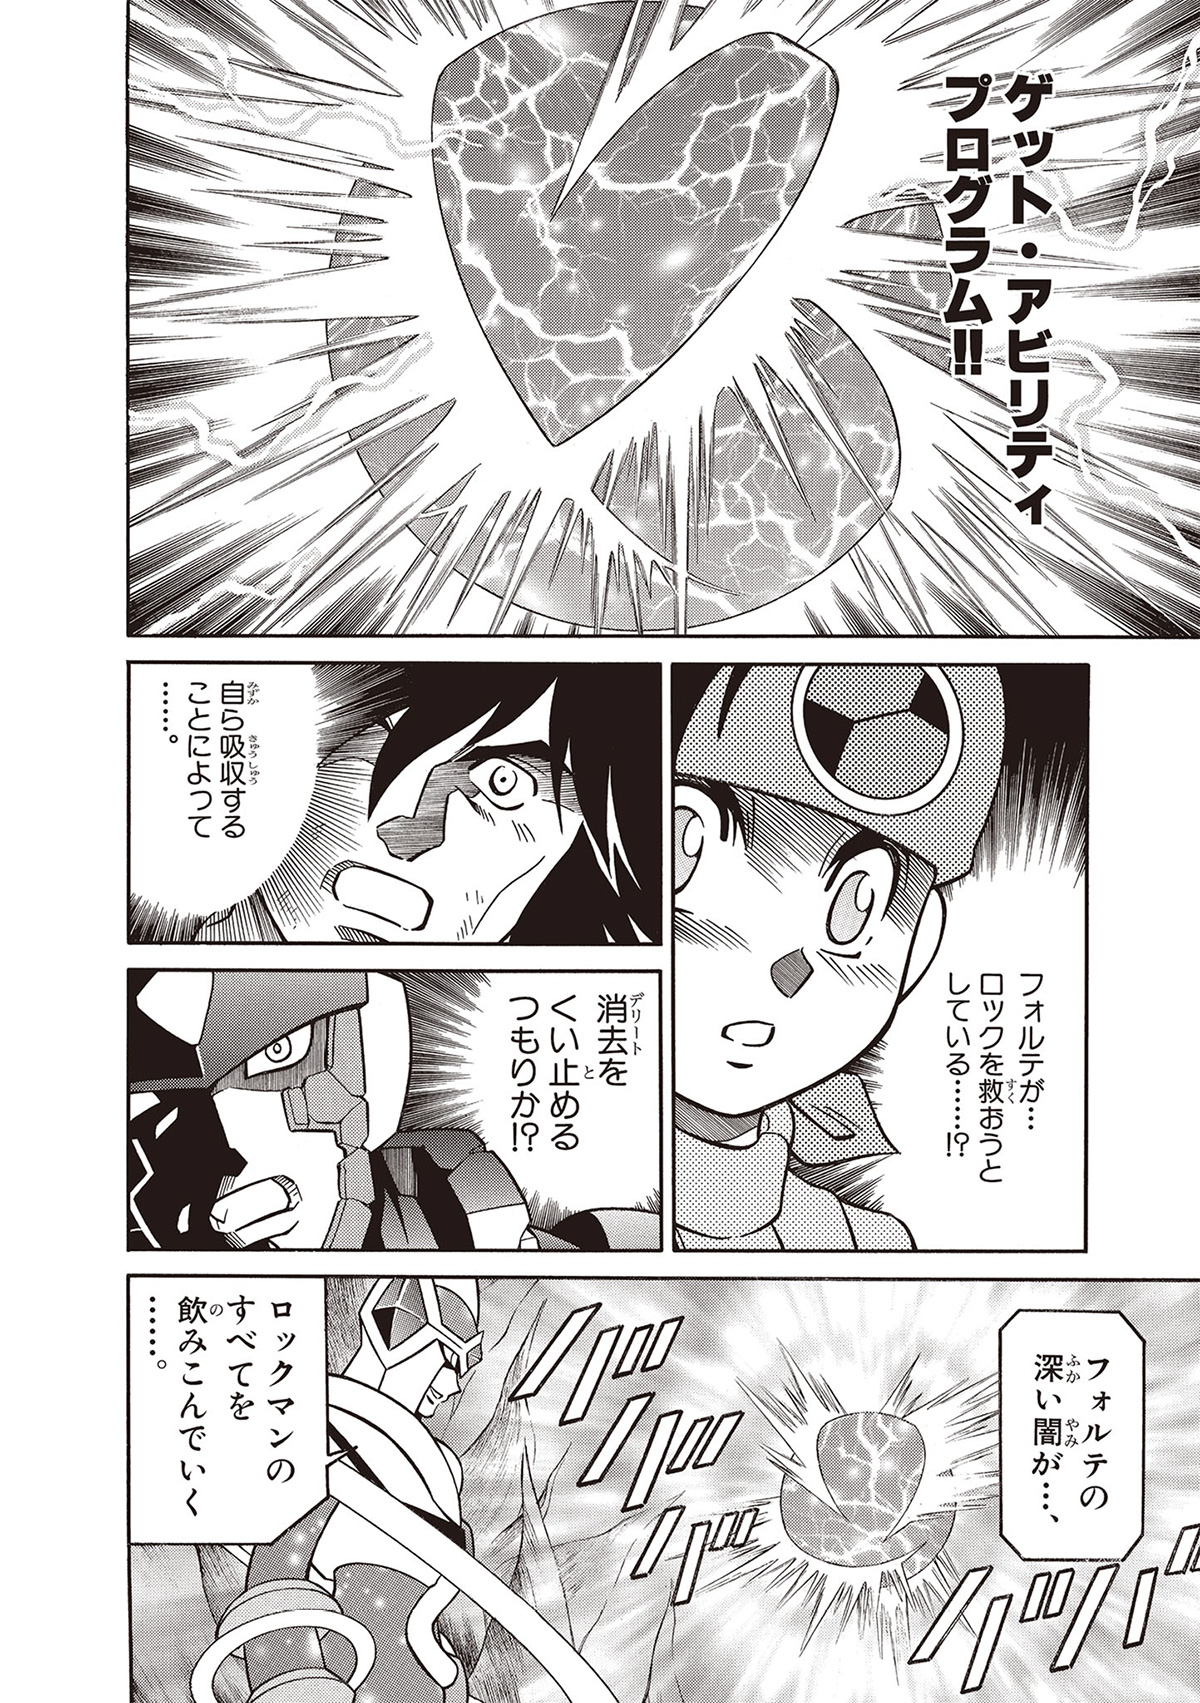 ゲット・アビリティ
プログラム!!
フォルテが…
ロックを救おうと
している……!?
自ら吸収する
ことによって
……。
消去を
くい止める
つもりか!?
フォルテの
深い闇が…、
ロックマンの
すべてを
飲みこんでいく
……。